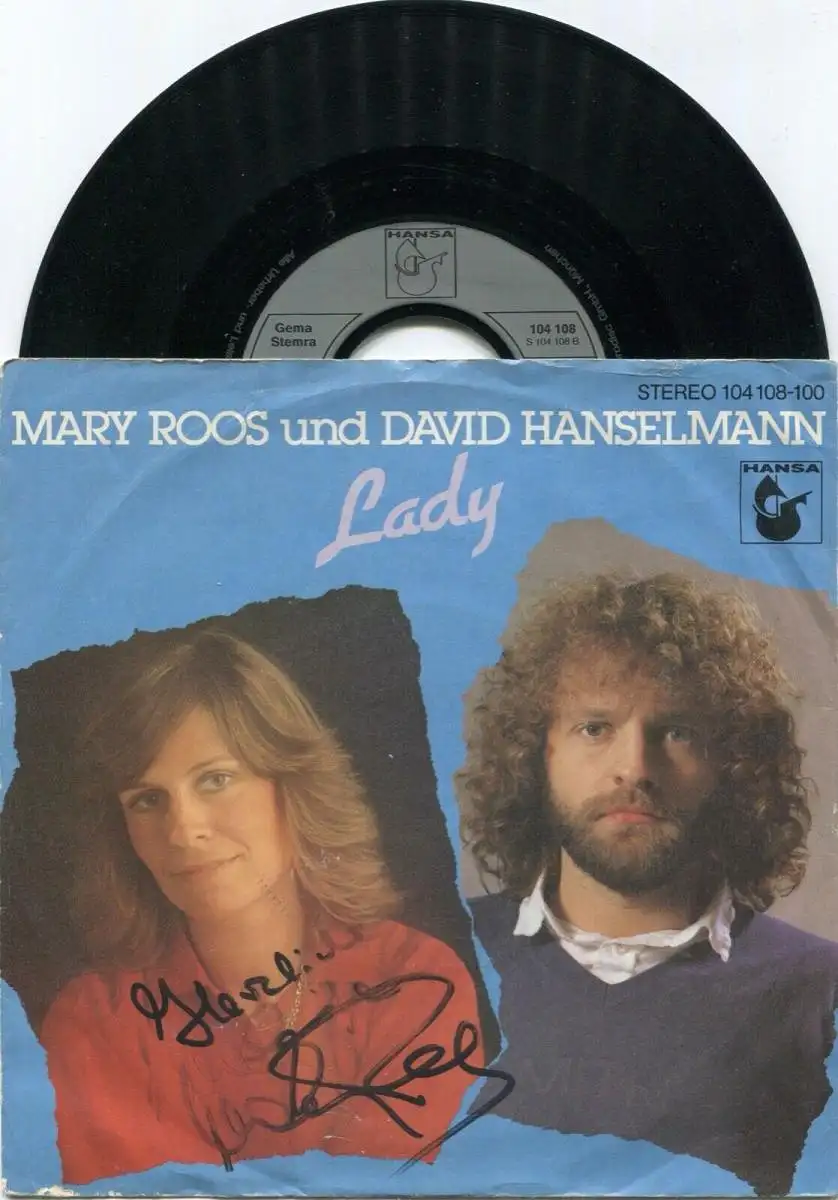 HANSA
Gema
Stemra
104 108
S 104 108 B
STEREO 104 108-100
MARY ROOS und DAVID HANSELMANN
HANSA
Lady